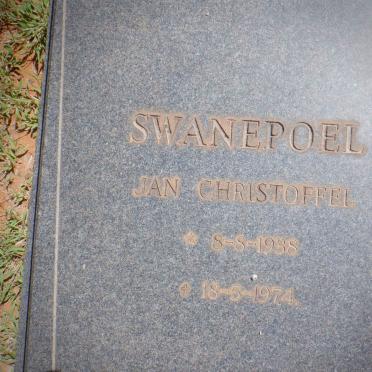 SWANEPOEL
JAN CHRISTOFFEL
* 8-8-1938
18-6-1974.